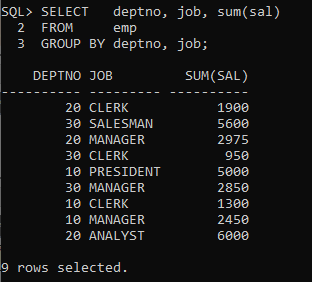 SQL> SELECT   deptno, job, sum(sal)
  2  FROM     emp
  3  GROUP BY deptno, job;
    DEPTNO JOB         SUM(SAL)
---------- --------- ----------
        20 CLERK           1900
        30 SALESMAN        5600
        20 MANAGER         2975
        30 CLERK            950
        10 PRESIDENT       5000
        30 MANAGER         2850
        10 CLERK           1300
        10 MANAGER         2450
        20 ANALYST         6000
9 rows selected.